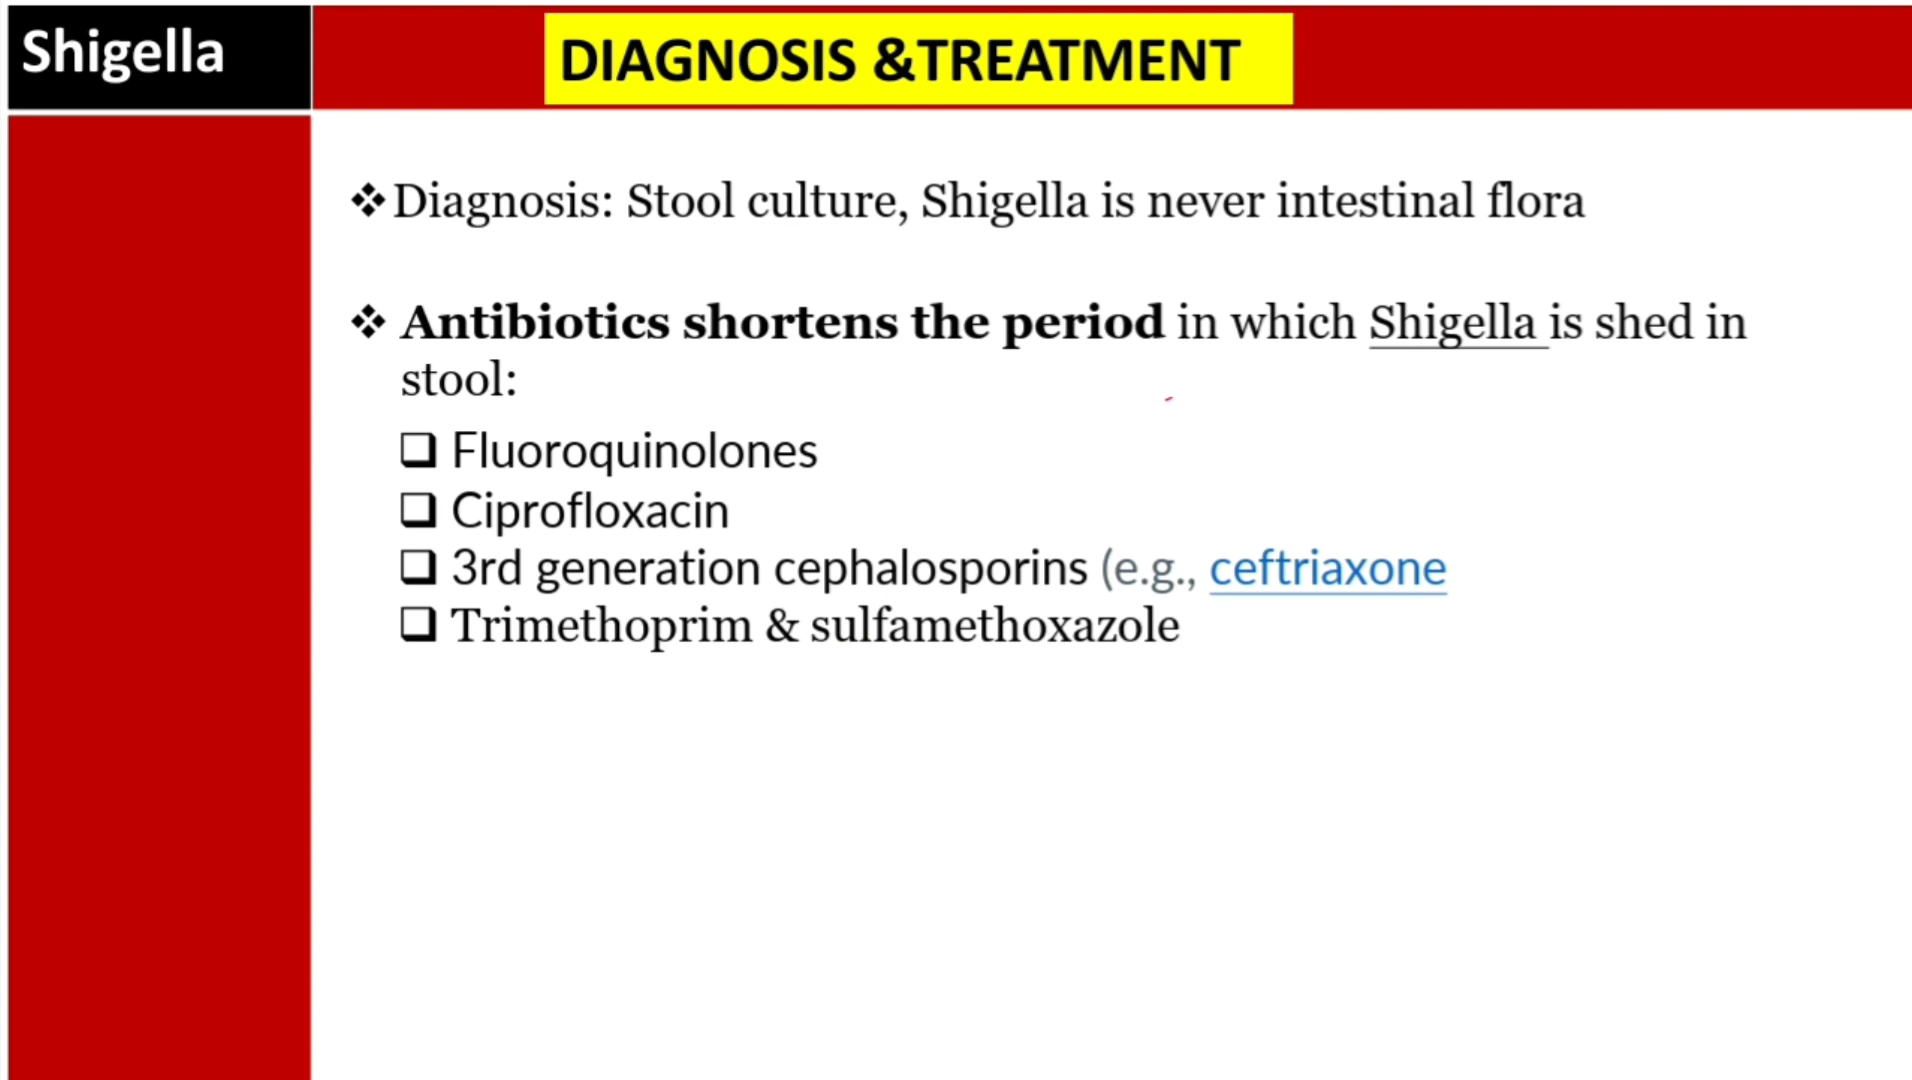 Shigella
DIAGNOSIS &TREATMENT
❖Diagnosis: Stool culture, Shigella is never intestinal flora
❖ Antibiotics shortens the period in which Shigella is shed in
stool:
❑ Fluoroquinolones
❑ Ciprofloxacin
❑ 3rd generation cephalosporins (e.g., ceftriaxone
❑ Trimethoprim & sulfamethoxazole